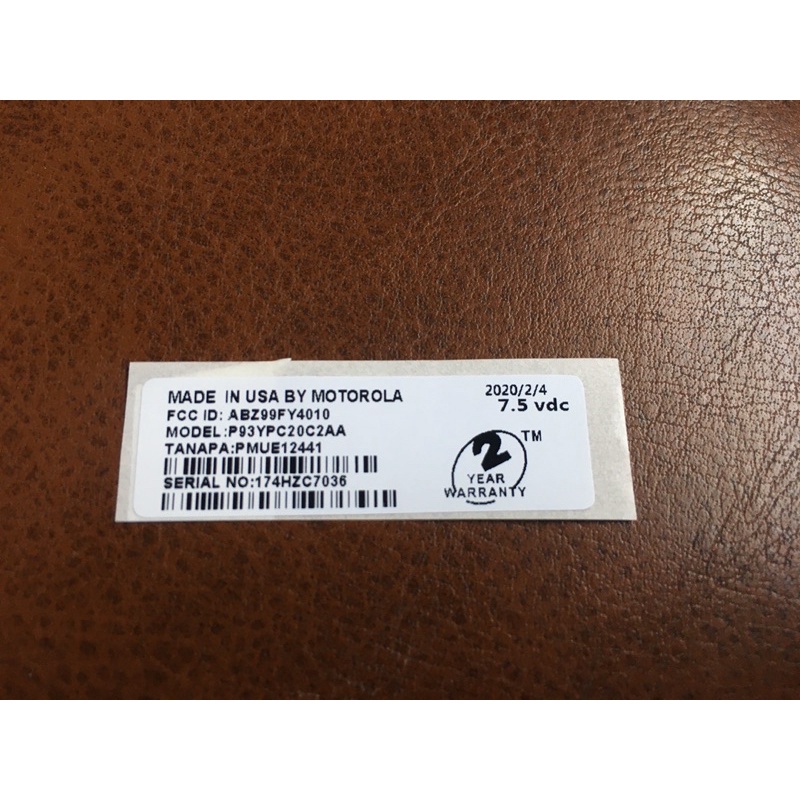 MADE IN USA BY MOTOROLA
2020/2/4
FCC ID: ABZ99FY4010
7.5 vdc
MODEL:P93YPC20C2AA
TANAPA:PMUE12441
SERIAL NO:174HZC7036
2 TM
YEAR
WARRANTY